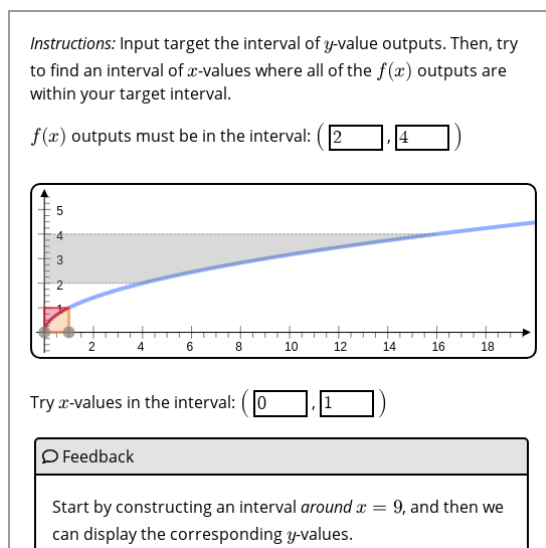 Instructions: Input target the interval of y-value outputs. Then, try
to find an interval of x-values where all of the f(x) outputs are
within your target interval.
f(x) outputs must be in the interval: (2, 4)
5
4
3
2
1
2 4 6 8 10 12 14 16 18
Try x-values in the interval: (0, 1)
Feedback
Start by constructing an interval around x = 9, and then we
can display the corresponding y-values.